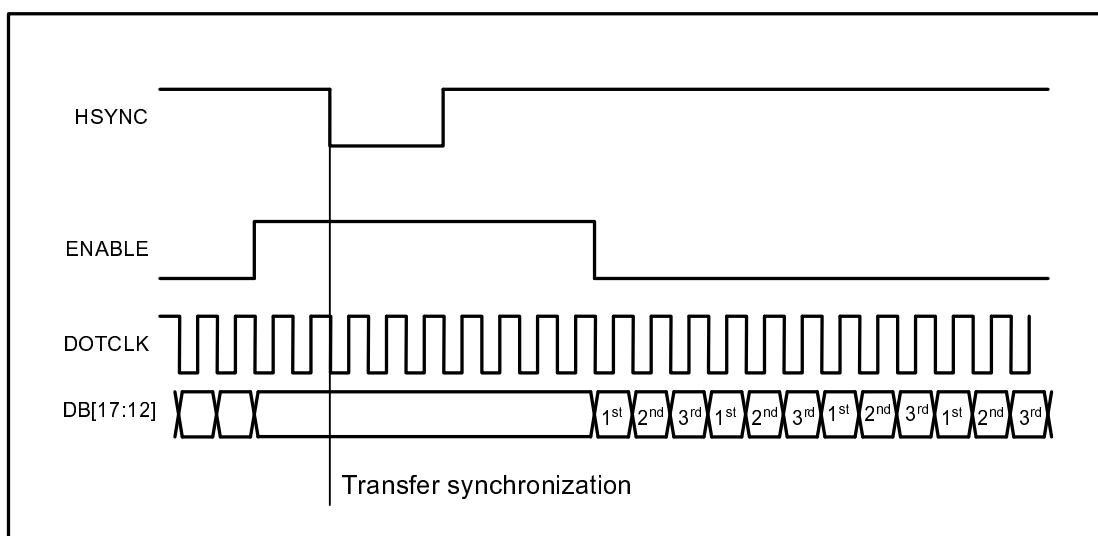 HSYNC
ENABLE
DOTCLK
DB[17:12] 1st 2nd 3rd 1st 2nd 3rd 1st 2nd 3rd 1st 2nd 3rd
Transfer synchronization